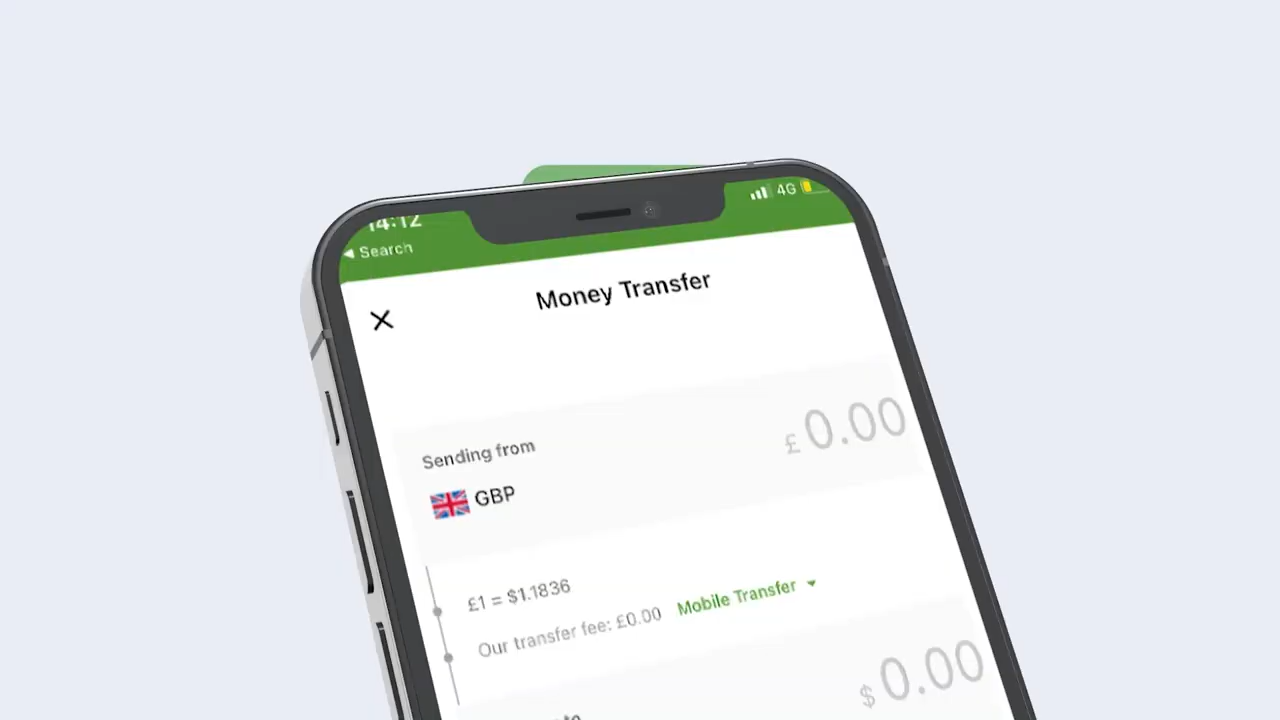 14:12
4G
◀ Search
Money Transfer
Sending from
£ 0.00
GBP
£1 = $1.1836
Our transfer fee: £0.00 Mobile Transfer
$ 0.00